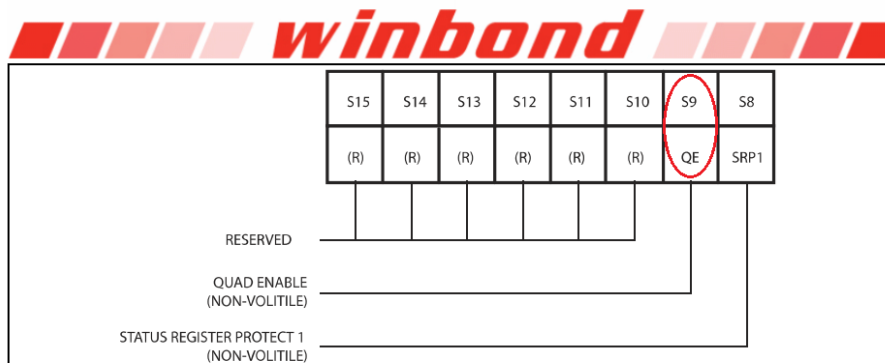 winbond
S15 S14 S13 S12 S11 S10 S9 S8
(R) (R) (R) (R) (R) (R) QE SRP1
RESERVED
QUAD ENABLE
(NON-VOLITILE)
STATUS REGISTER PROTECT 1
(NON-VOLITILE)